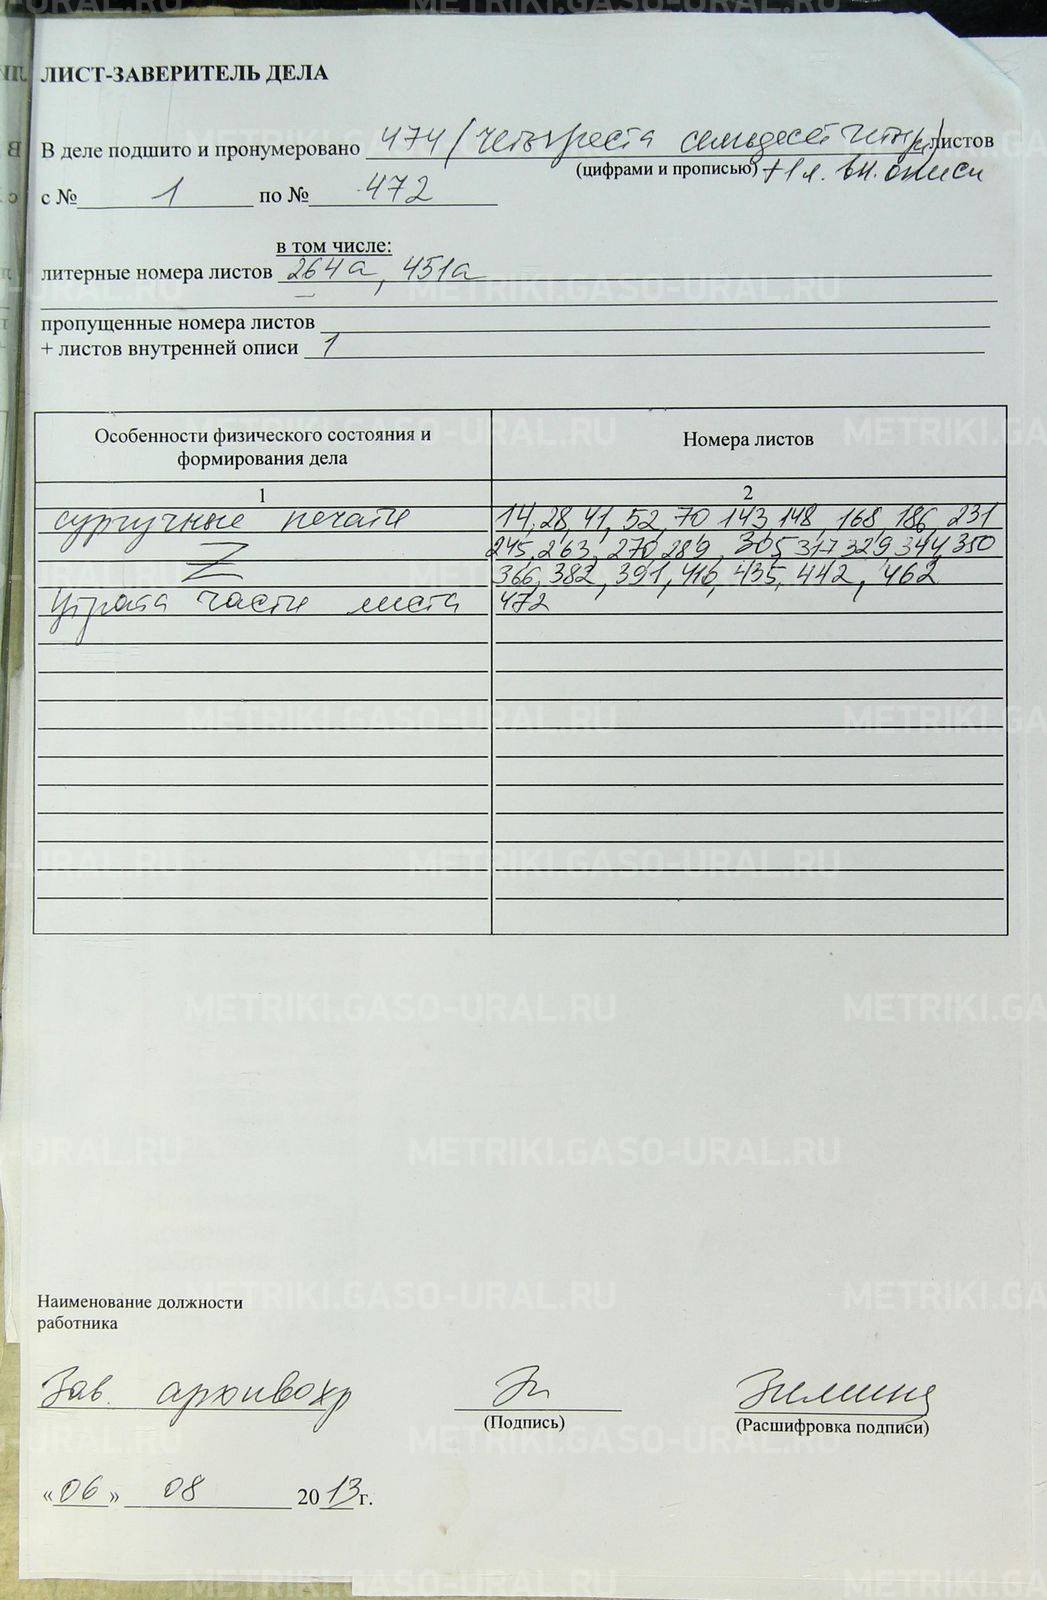 ЛИСТ-ЗАВЕРИТЕЛЬ ДЕЛА
В деле подшито и пронумеровано 474 (четыреста семьдесят четыре) листов
(цифрами и прописью) +1 л. вн. описи
с № 1 по № 472
в том числе:
литерные номера листов 264а, 451а
пропущенные номера листов —
+ листов внутренней описи 1
Особенности физического состояния и формирования дела
Номера листов
1
2
сургучные печати 14, 28, 41, 52, 70, 143, 148, 168, 186, 231
245, 263, 270, 289, 305, 317, 329, 344, 350
366, 382, 391, 416, 435, 442, 462
Утрата части листа 472
Наименование должности
работника
Зав. архивохр
(Подпись)
Зимина
(Расшифровка подписи)
«06» 08 2013 г.
METRIKI.GASO-URAL.RU